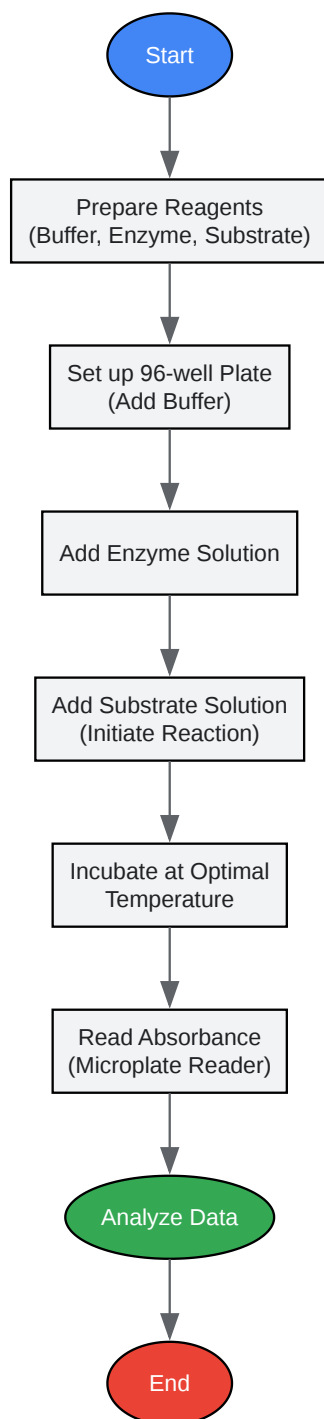 Start
Prepare Reagents
(Buffer, Enzyme, Substrate)
Set up 96-well Plate
(Add Buffer)
Add Enzyme Solution
Add Substrate Solution
(Initiate Reaction)
Incubate at Optimal
Temperature
Read Absorbance
(Microplate Reader)
Analyze Data
End